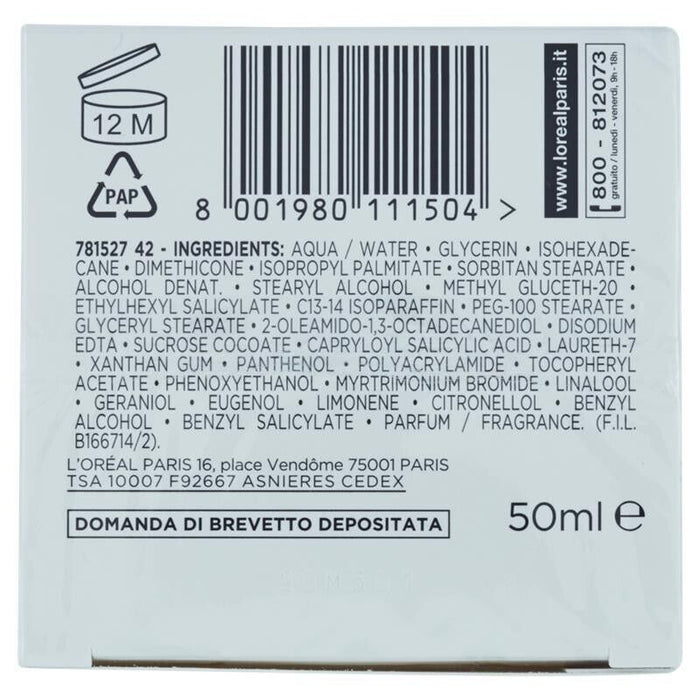 12 M
PAP
8 001980 111504 >
www.lorealparis.it
800 - 812073
gratuito / lunedi - venerdi, 9h - 18h
781527 42 - INGREDIENTS: AQUA / WATER • GLYCERIN • ISOHEXADE-
CANE • DIMETHICONE • ISOPROPYL PALMITATE • SORBITAN STEARATE •
ALCOHOL DENAT. • STEARYL ALCOHOL • METHYL GLUCETH-20 •
ETHYLHEXYL SALICYLATE • C13-14 ISOPARAFFIN • PEG-100 STEARATE •
GLYCERYL STEARATE • 2-OLEAMIDO-1,3-OCTADECANEDIOL • DISODIUM
EDTA • SUCROSE COCOATE • CAPRYLOYL SALICYLIC ACID • LAURETH-7
• XANTHAN GUM • PANTHENOL • POLYACRYLAMIDE • TOCOPHERYL
ACETATE • PHENOXYETHANOL • MYRTRIMONIUM BROMIDE • LINALOOL
• GERANIOL • EUGENOL • LIMONENE • CITRONELLOL • BENZYL
ALCOHOL • BENZYL SALICYLATE • PARFUM / FRAGRANCE. (F.I.L.
B166714/2).
L'ORÉAL PARIS 16, place Vendôme 75001 PARIS
TSA 10007 F92667 ASNIERES CEDEX
DOMANDA DI BREVETTO DEPOSITATA
50ml ℮